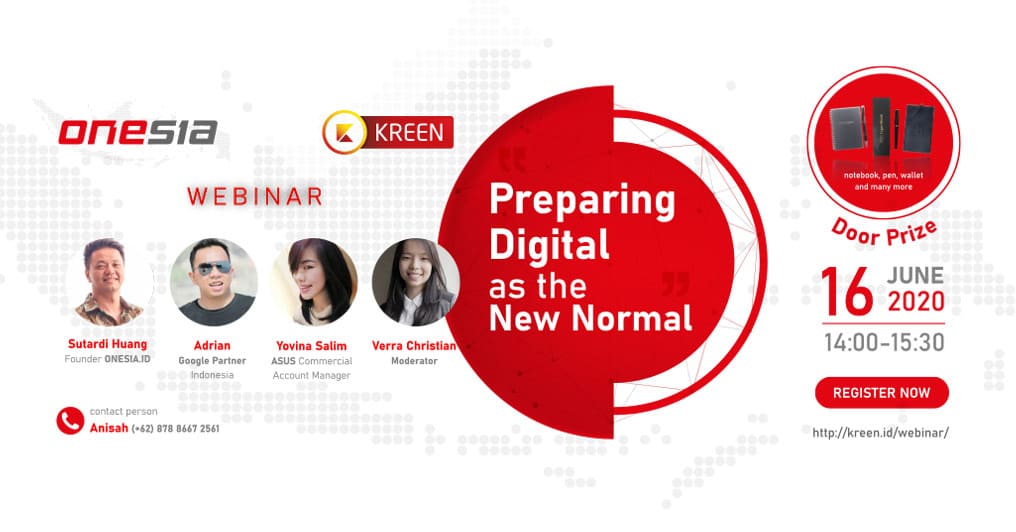 onesia
KREEN
WEBINAR
Sutardi Huang
Founder ONESIA.ID
Adrian
Google Partner
Indonesia
Yovina Salim
ASUS Commercial
Account Manager
Verra Christian
Moderator
contact person
Anisah (+62) 878 8667 2561
"
Preparing
Digital
as the
New Normal
"
notebook, pen, wallet
and many more
Door Prize
16 JUNE
2020
14:00-15:30
REGISTER NOW
http://kreen.id/webinar/